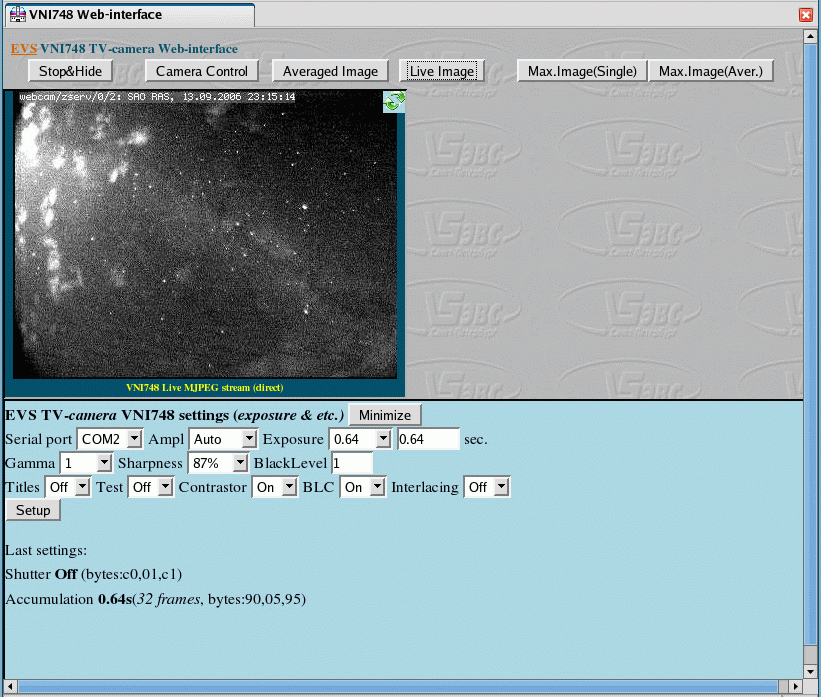 VNI748 Web-interface
EVS VNI748 TV-camera Web-interface
Stop&Hide Camera Control Averaged Image Live Image Max.Image(Single) Max.Image(Aver.)
webcam/zserv/0/2: SAO RAS, 13.09.2006 23:15:14
VNI748 Live MJPEG stream (direct)
EVS TV-camera VNI748 settings (exposure & etc.) Minimize
Serial port COM2 Ampl Auto Exposure 0.64 0.64 sec.
Gamma 1 Sharpness 87% BlackLevel 1
Titles Off Test Off Contrastor On BLC On Interlacing Off
Setup
Last settings:
Shutter Off (bytes:c0,01,c1)
Accumulation 0.64s(32 frames, bytes:90,05,95)